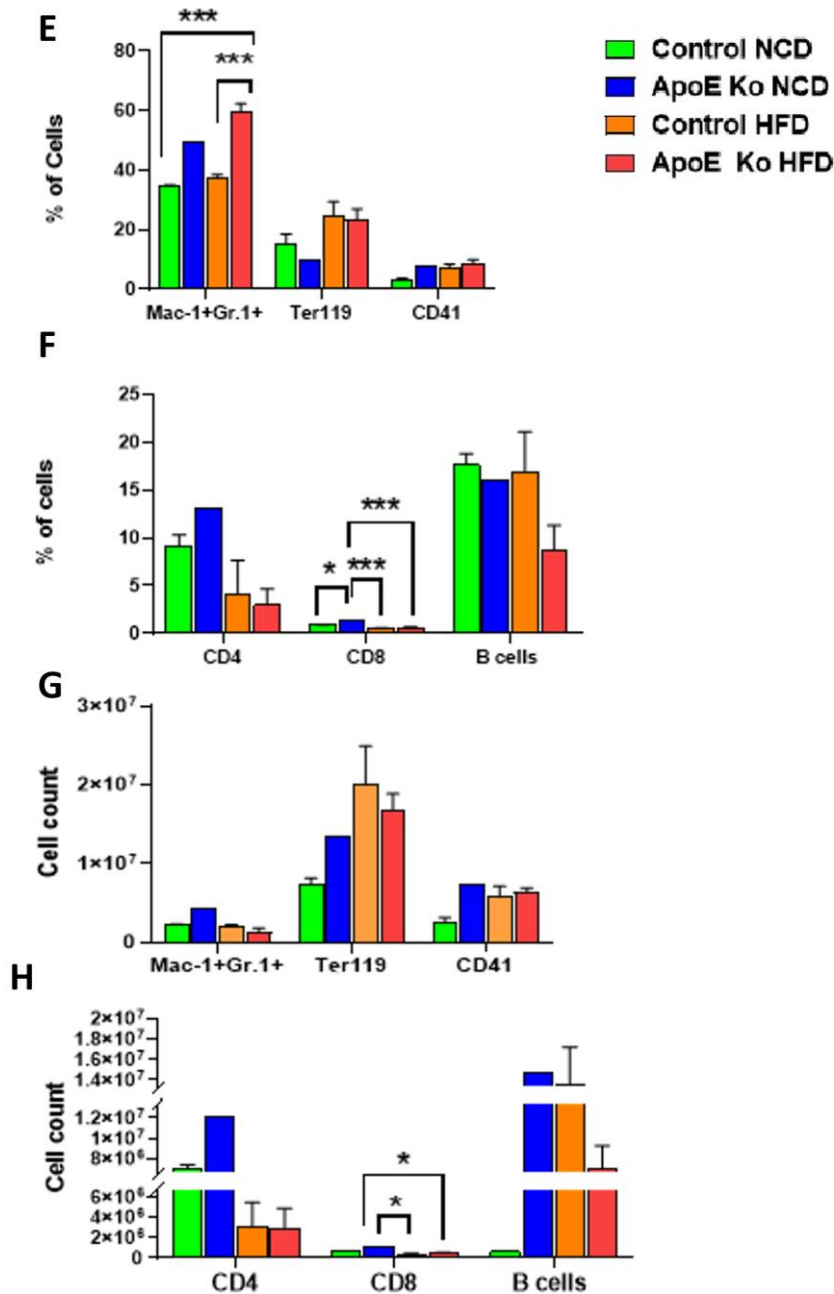 E
***
***
80
60
40
20
0
% of Cells
Mac-1+Gr.1+ Ter119 CD41
Control NCD
ApoE Ko NCD
Control HFD
ApoE Ko HFD
F
25
20
15
10
5
0
% of cells
***
* ***
CD4 CD8 B cells
G
3×10⁷
2×10⁷
1×10⁷
0
Cell count
Mac-1+Gr.1+ Ter119 CD41
H
2×10⁷
1.8×10⁷
1.6×10⁷
1.4×10⁷
1.2×10⁷
1×10⁷
8×10⁶
6×10⁶
4×10⁶
2×10⁶
0
Cell count
*
*
CD4 CD8 B cells